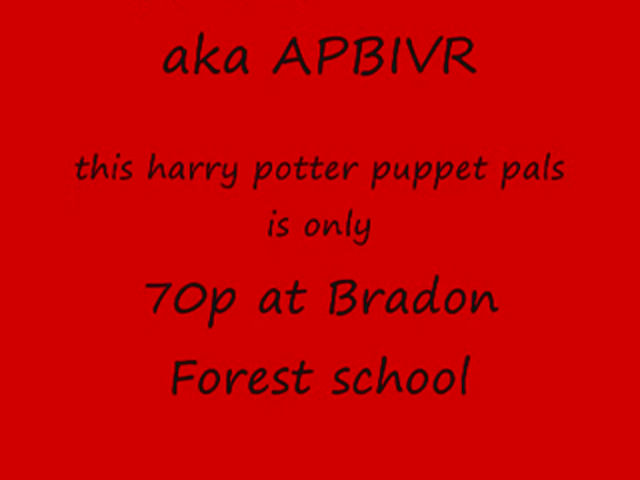 aka APBIVR
this harry potter puppet pals
is only
70p at Bradon
Forest school